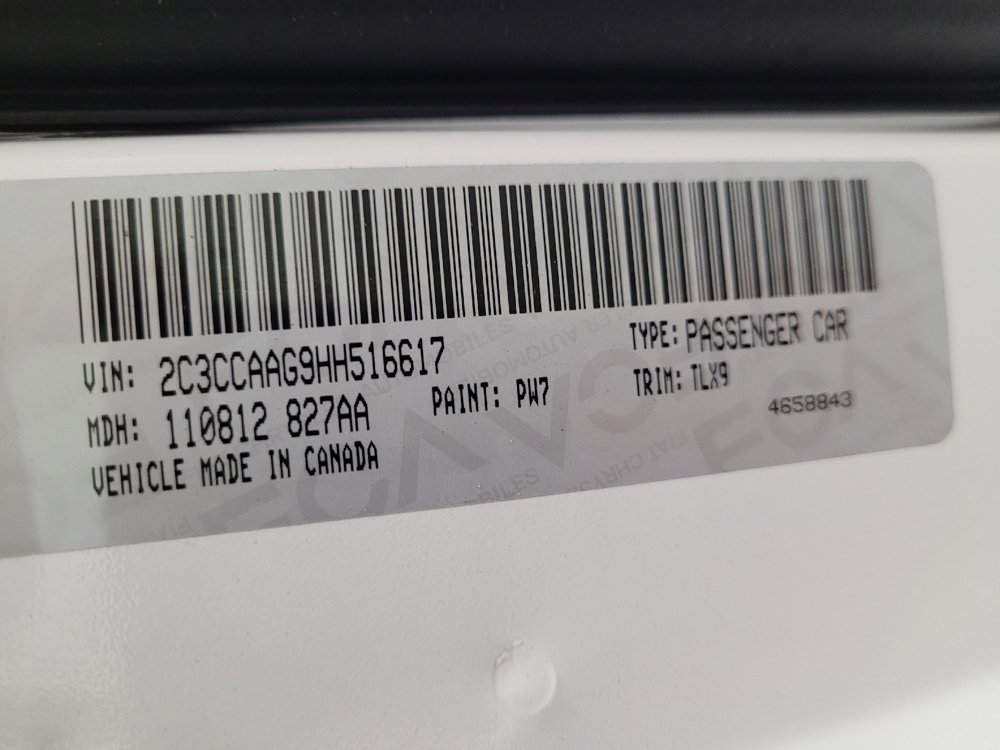 VIN: 2C3CCAAG9HH516617
TYPE: PASSENGER CAR
MDH: 110812 827AA
PAINT: PW7
TRIM: TLX9
4658843
VEHICLE MADE IN CANADA